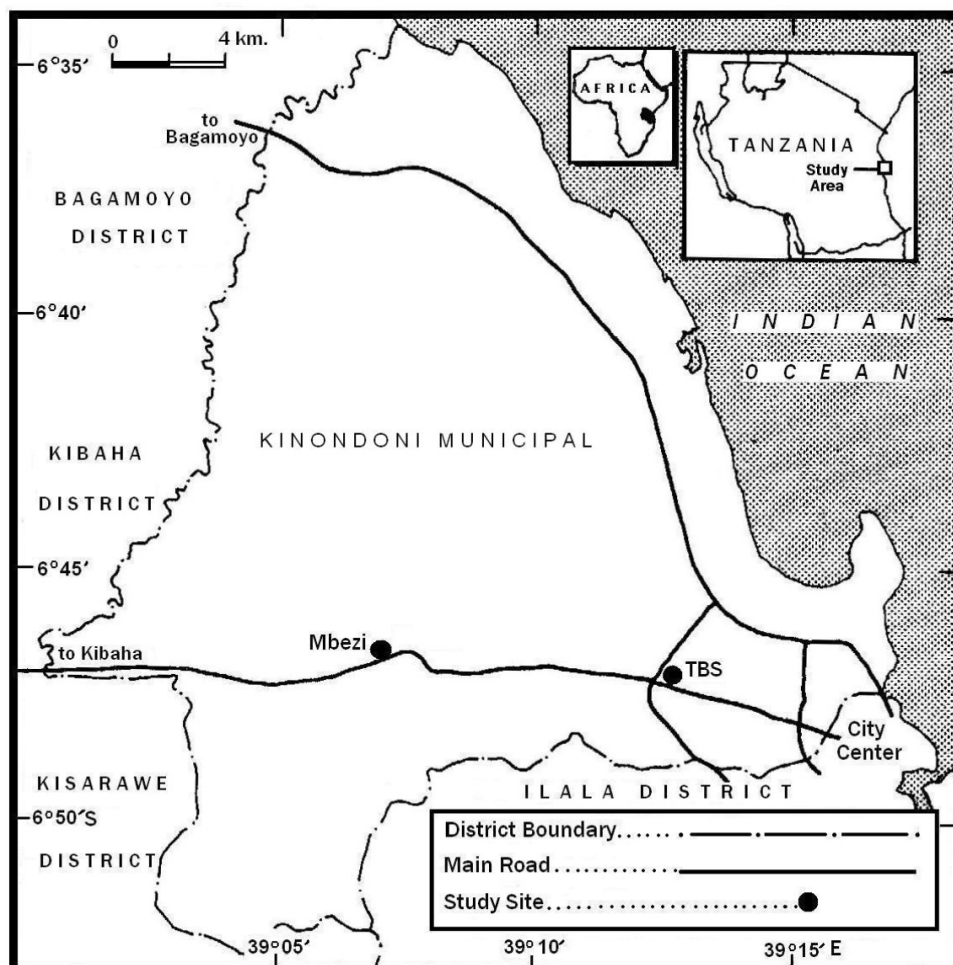 0 4 km.
6°35′
to
Bagamoyo
BAGAMOYO
DISTRICT
AFRICA
TANZANIA
Study
Area
6°40′
INDIAN
OCEAN
KINONDONI MUNICIPAL
KIBAHA
DISTRICT
6°45′
to Kibaha
Mbezi
TBS
City
Center
KISARAWE
DISTRICT
6°50′S
ILALA DISTRICT
District Boundary
Main Road
Study Site
39°05′ 39°10′ 39°15′E